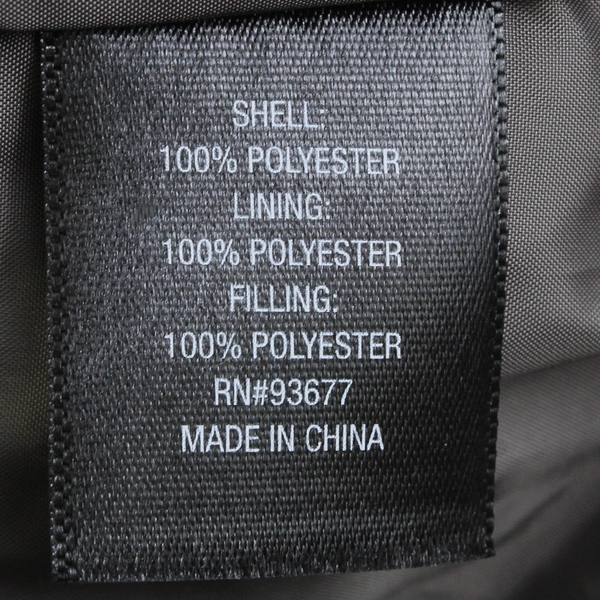 SHELL:
100% POLYESTER
LINING:
100% POLYESTER
FILLING:
100% POLYESTER
RN#93677
MADE IN CHINA